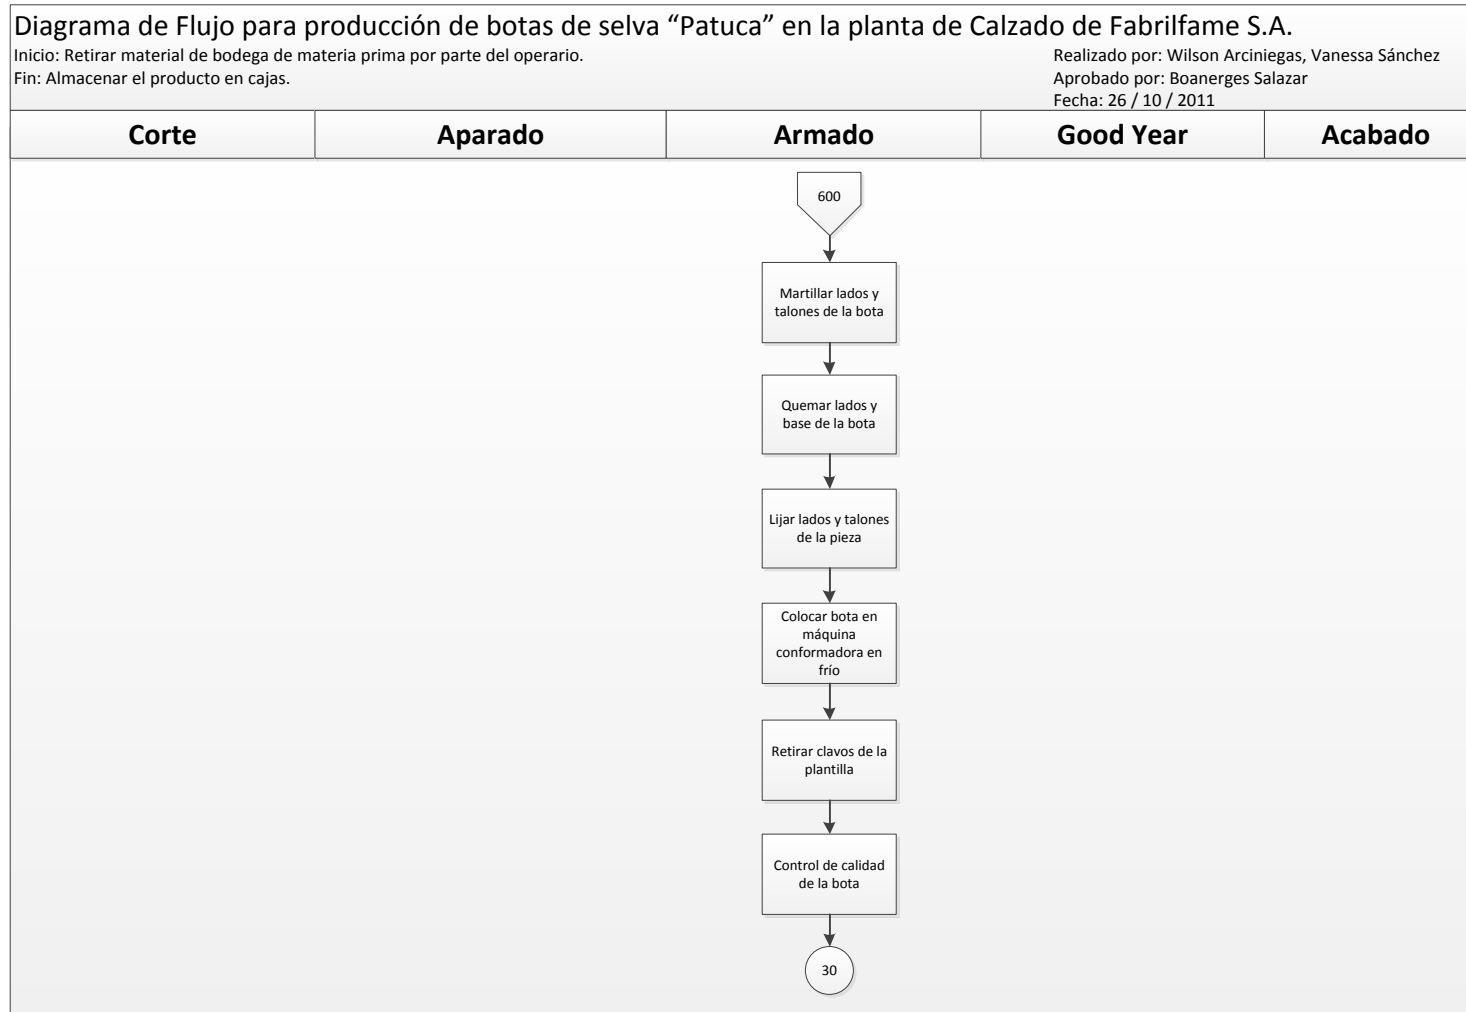 Diagrama de Flujo para producción de botas de selva “Patuca” en la planta de Calzado de Fabrilfame S.A.
Inicio: Retirar material de bodega de materia prima por parte del operario.
Fin: Almacenar el producto en cajas.
Realizado por: Wilson Arciniegas, Vanessa Sánchez
Aprobado por: Boanerges Salazar
Fecha: 26 / 10 / 2011
Corte
Aparado
Armado
Good Year
Acabado
600
Martillar lados y
talones de la bota
Quemar lados y
base de la bota
Lijar lados y talones
de la pieza
Colocar bota en
máquina
conformadora en
frío
Retirar clavos de la
plantilla
Control de calidad
de la bota
30